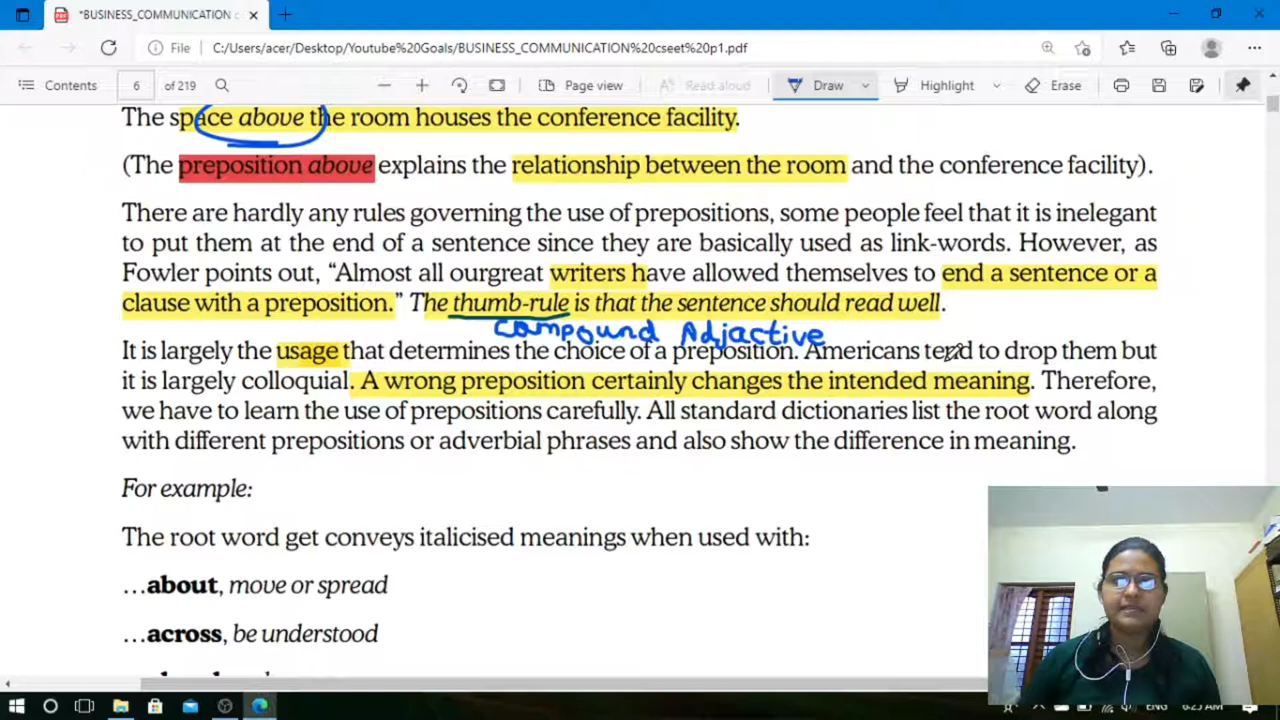 *BUSINESS_COMMUNICATION
File
C:/Users/acer/Desktop/Youtube%20Goals/BUSINESS_COMMUNICATION%20cseet%20p1.pdf
Contents
6 of 219
Page view
Read aloud
Draw
Highlight
Erase
The space above the room houses the conference facility.
(The preposition above explains the relationship between the room and the conference facility).
There are hardly any rules governing the use of prepositions, some people feel that it is inelegant
to put them at the end of a sentence since they are basically used as link-words. However, as
Fowler points out, “Almost all ourgreat writers have allowed themselves to end a sentence or a
clause with a preposition.” The thumb-rule is that the sentence should read well.
Compound Adjective
It is largely the usage that determines the choice of a preposition. Americans tend to drop them but
it is largely colloquial. A wrong preposition certainly changes the intended meaning. Therefore,
we have to learn the use of prepositions carefully. All standard dictionaries list the root word along
with different prepositions or adverbial phrases and also show the difference in meaning.
For example:
The root word get conveys italicised meanings when used with:
…about, move or spread
…across, be understood
ENG
6:25 AM